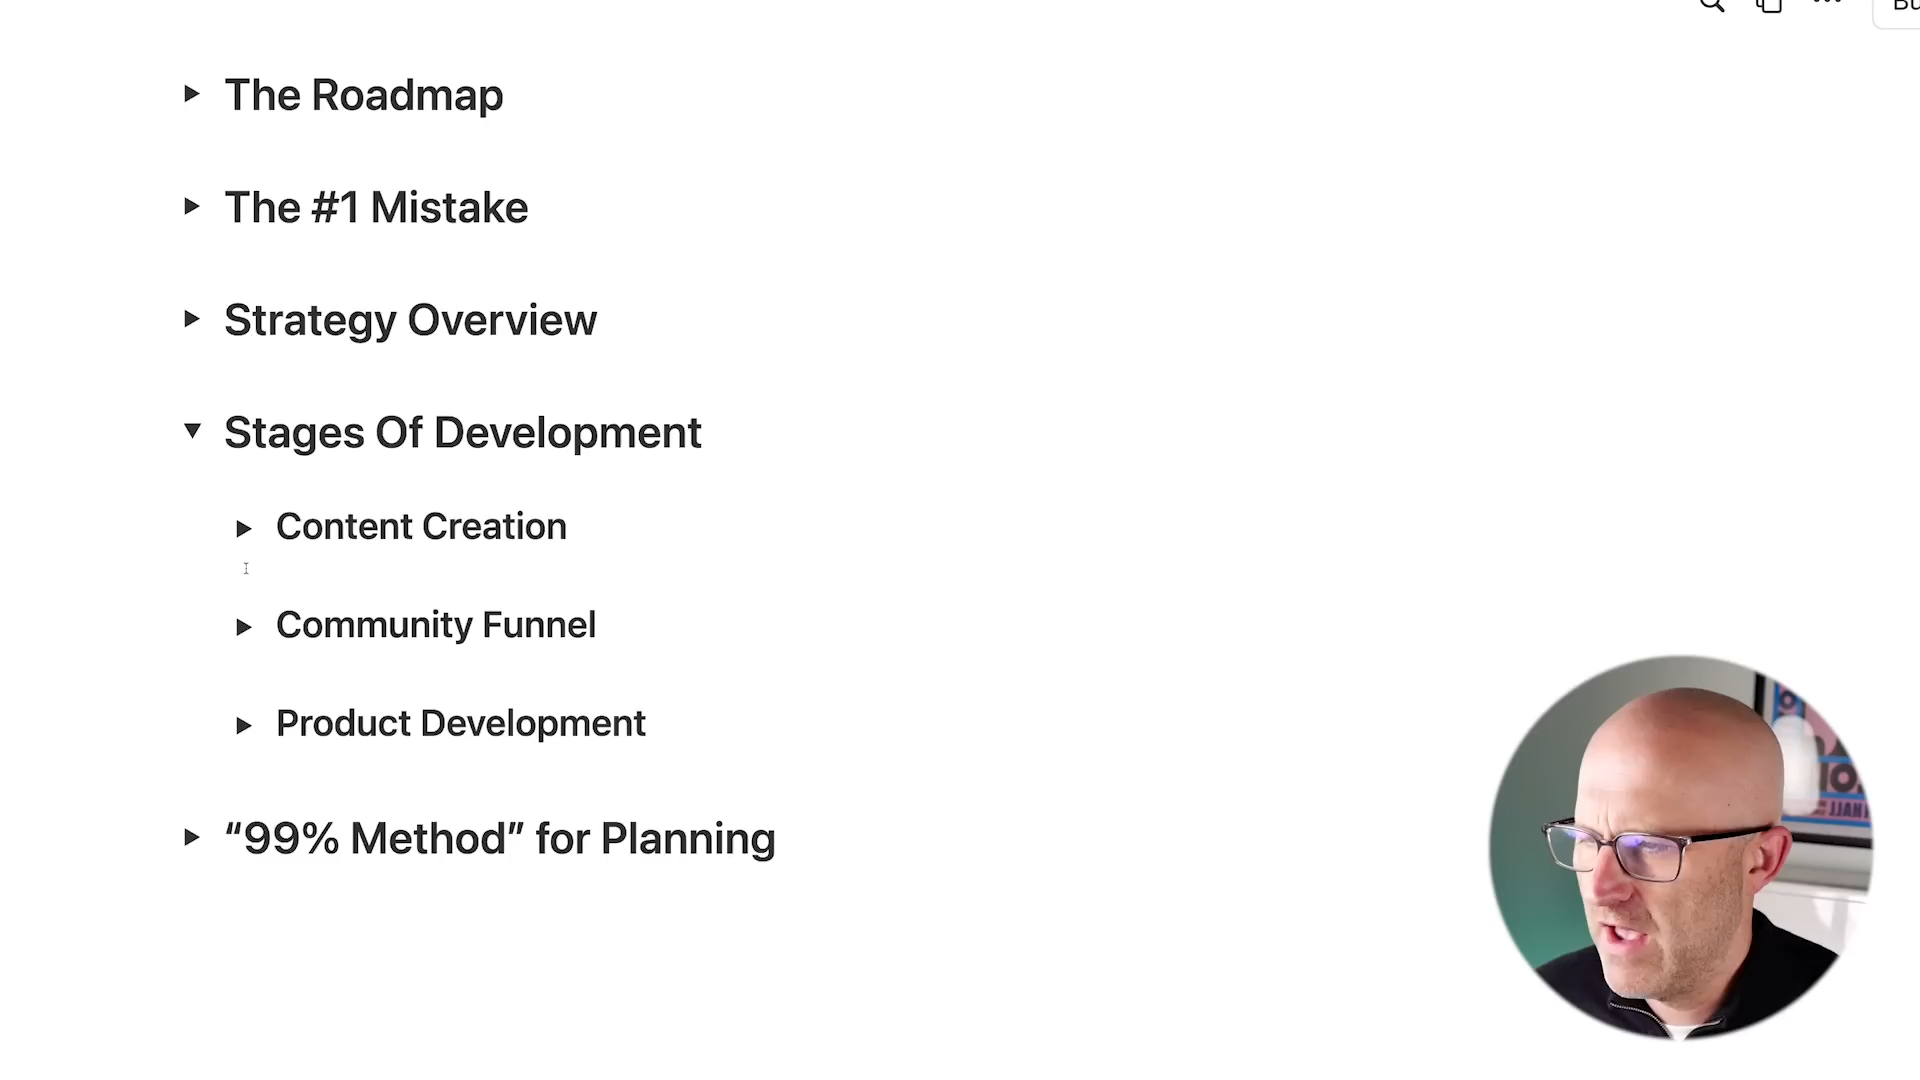 Bu
The Roadmap
The #1 Mistake
Strategy Overview
Stages Of Development
Content Creation
Community Funnel
Product Development
“99% Method” for Planning